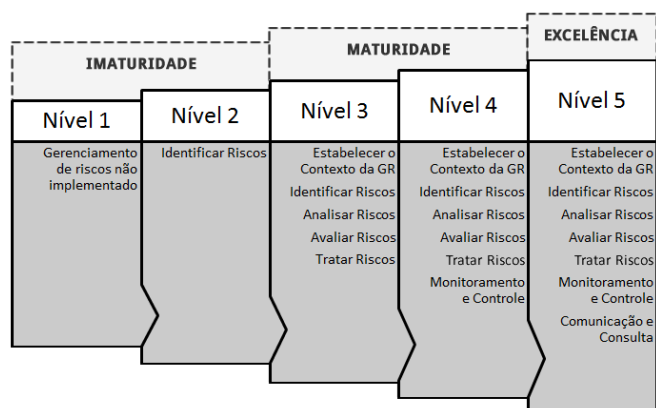 IMATURIDADE
MATURIDADE
EXCELÊNCIA
Nível 1
Nível 2
Nível 3
Nível 4
Nível 5
Gerenciamento
de riscos não
implementado
Identificar Riscos
Estabelecer o
Contexto da GR
Identificar Riscos
Analisar Riscos
Avaliar Riscos
Tratar Riscos
Estabelecer o
Contexto da GR
Identificar Riscos
Analisar Riscos
Avaliar Riscos
Tratar Riscos
Monitoramento
e Controle
Estabelecer o
Contexto da GR
Identificar Riscos
Analisar Riscos
Avaliar Riscos
Tratar Riscos
Monitoramento
e Controle
Comunicação e
Consulta